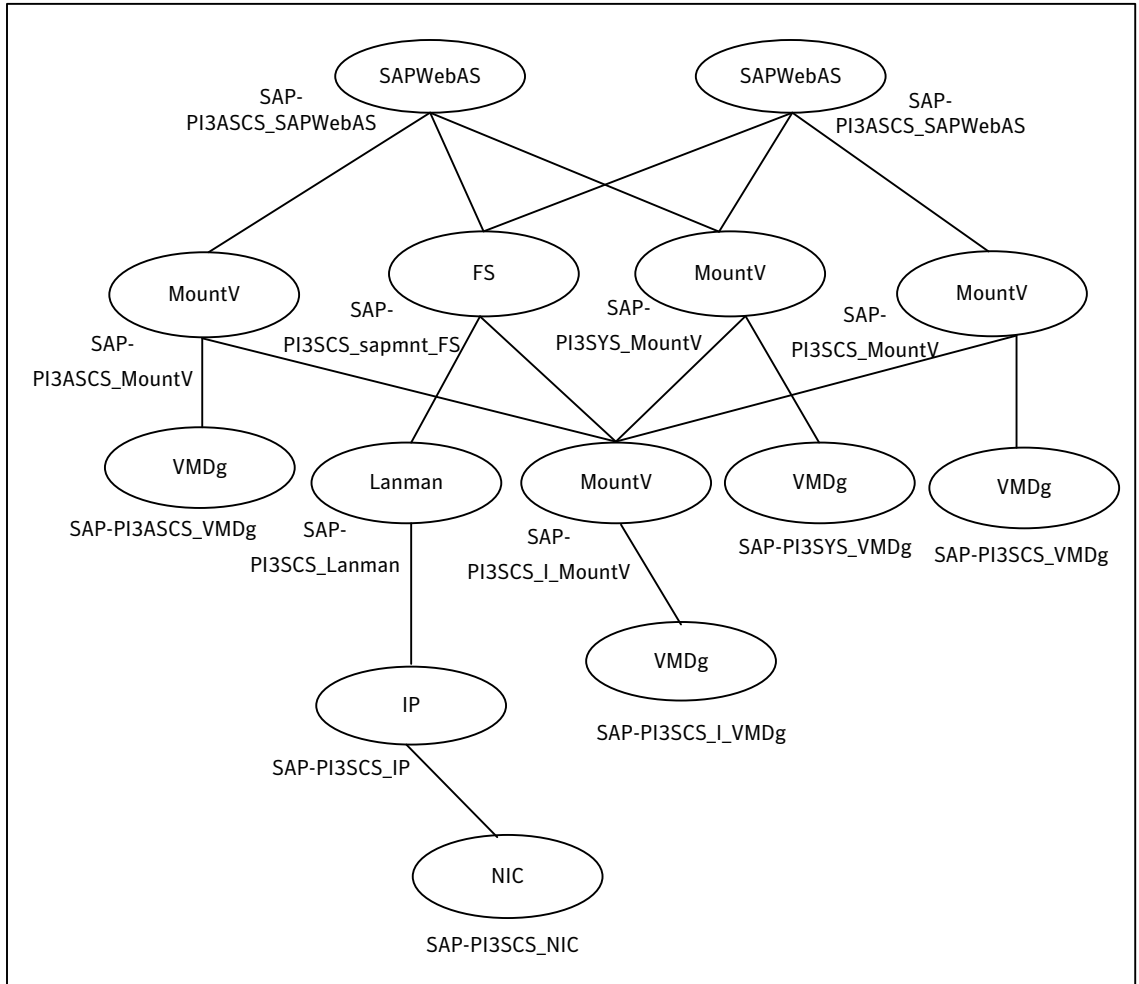 SAPWebAS
SAPWebAS
SAP-
PI3ASCS_SAPWebAS
SAP-
PI3ASCS_SAPWebAS
MountV
FS
MountV
MountV
SAP-
PI3ASCS_MountV
SAP-
PI3SCS_sapmnt_FS
SAP-
PI3SYS_MountV
SAP-
PI3SCS_MountV
VMDg
Lanman
MountV
VMDg
VMDg
SAP-PI3ASCS_VMDg
SAP-
PI3SCS_Lanman
SAP-
PI3SCS_I_MountV
SAP-PI3SYS_VMDg
SAP-PI3SCS_VMDg
VMDg
SAP-PI3SCS_I_VMDg
IP
SAP-PI3SCS_IP
NIC
SAP-PI3SCS_NIC